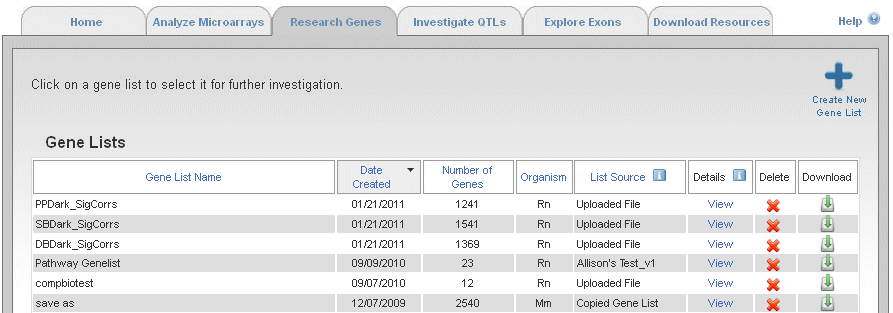 Home Analyze Microarrays Research Genes Investigate QTLs Explore Exons Download Resources Help ?
Click on a gene list to select it for further investigation.
Create New
Gene List
Gene Lists
Gene List Name Date Created Number of Genes Organism List Source i Details i Delete Download
PPDark_SigCorrs 01/21/2011 1241 Rn Uploaded File View
SBDark_SigCorrs 01/21/2011 1541 Rn Uploaded File View
DBDark_SigCorrs 01/21/2011 1369 Rn Uploaded File View
Pathway Genelist 09/09/2010 23 Rn Allison's Test_v1 View
compbiotest 09/07/2010 12 Rn Uploaded File View
save as 12/07/2009 2540 Mm Copied Gene List View